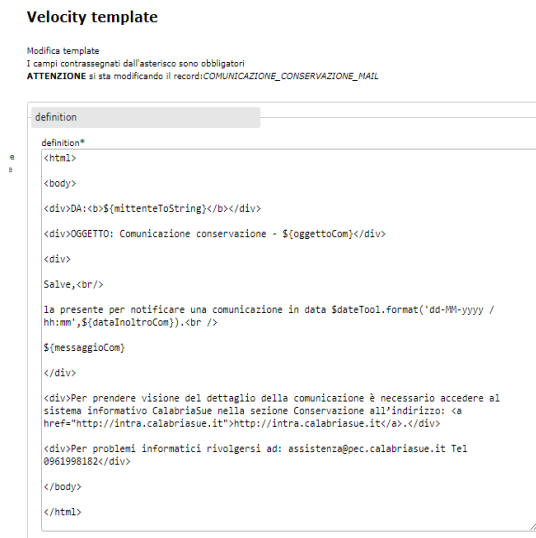 Velocity template
Modifica template
I campi contrassegnati dall'asterisco sono obbligatori
ATTENZIONE si sta modificando il record:COMUNICAZIONE_CONSERVAZIONE_MAIL
definition
definition*
e
e
<html>
<body>
<div>DA:<b>${mittenteToString}</b></div>
<div>OGGETTO: Comunicazione conservazione - ${oggettoCom}</div>
<div>
Salve,<br/>
la presente per notificare una comunicazione in data $dateTool.format('dd-MM-yyyy /
hh:mm',${dataInoltroCom}).<br />
${messaggioCom}
</div>
<div>Per prendere visione del dettaglio della comunicazione è necessario accedere al
sistema informativo CalabriaSue nella sezione Conservazione all’indirizzo: <a
href="http://intra.calabriasue.it">http://intra.calabriasue.it</a>.</div>
<div>Per problemi informatici rivolgersi ad: assistenza@pec.calabriasue.it Tel
0961998182</div>
</body>
</html>